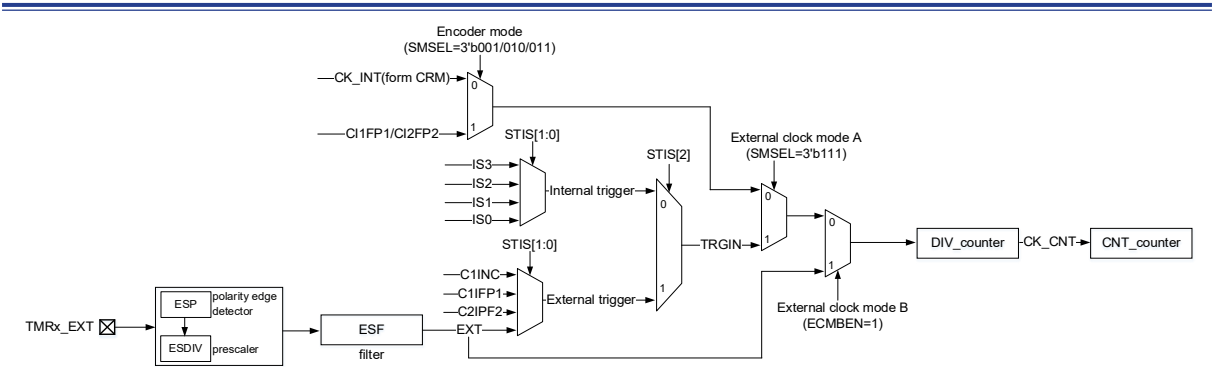 Encoder mode
(SMSEL=3'b001/010/011)
CK_INT(form CRM)
0
CI1FP1/CI2FP2
1
STIS[1:0]
External clock mode A
(SMSEL=3'b111)
STIS[2]
IS3
IS2
IS1
IS0
Internal trigger
0
0
0
TRGIN
1
DIV_counter
CK_CNT
CNT_counter
STIS[1:0]
C1INC
C1IFP1
C2IPF2
EXT
External trigger
1
1
External clock mode B
(ECMBEN=1)
TMRx_EXT
ESP
polarity edge
detector
ESDIV
prescaler
ESF
filter